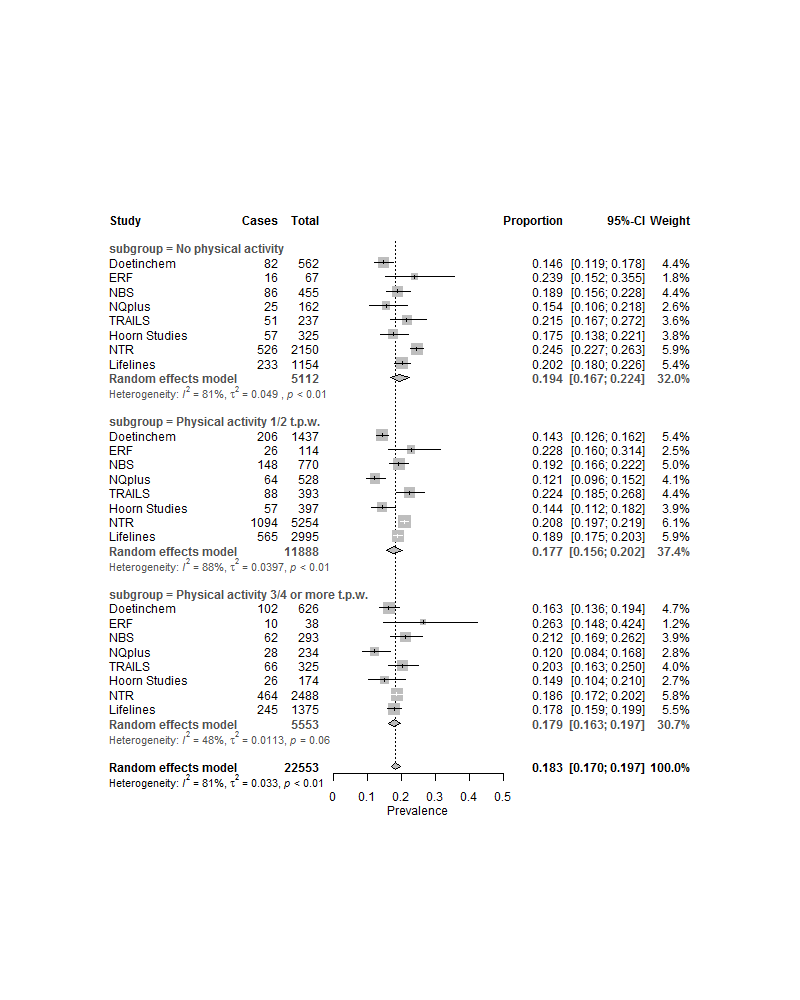 Study Cases Total Proportion 95%-CI Weight
subgroup = No physical activity
Doetinchem 82 562 0.146 [0.119; 0.178] 4.4%
ERF 16 67 0.239 [0.152; 0.355] 1.8%
NBS 86 455 0.189 [0.156; 0.228] 4.4%
NQplus 25 162 0.154 [0.106; 0.218] 2.6%
TRAILS 51 237 0.215 [0.167; 0.272] 3.6%
Hoorn Studies 57 325 0.175 [0.138; 0.221] 3.8%
NTR 526 2150 0.245 [0.227; 0.263] 5.9%
Lifelines 233 1154 0.202 [0.180; 0.226] 5.5%
Random effects model 5112 0.194 [0.167; 0.224] 32.0%
Heterogeneity: I² = 81%, τ² = 0.049 , p < 0.01
subgroup = Physical activity 1/2 t.p.w.
Doetinchem 206 1437 0.143 [0.126; 0.162] 5.4%
ERF 26 114 0.228 [0.160; 0.314] 2.5%
NBS 148 770 0.192 [0.166; 0.222] 5.0%
NQplus 64 528 0.121 [0.096; 0.152] 4.1%
TRAILS 88 393 0.224 [0.185; 0.268] 4.4%
Hoorn Studies 57 397 0.144 [0.112; 0.182] 3.9%
NTR 1094 5254 0.208 [0.197; 0.219] 6.1%
Lifelines 565 2995 0.189 [0.175; 0.203] 5.9%
Random effects model 11888 0.177 [0.156; 0.202] 37.4%
Heterogeneity: I² = 88%, τ² = 0.0397, p < 0.01
subgroup = Physical activity 3/4 or more t.p.w.
Doetinchem 102 626 0.163 [0.136; 0.194] 4.7%
ERF 10 38 0.263 [0.148; 0.424] 1.2%
NBS 62 293 0.212 [0.169; 0.262] 3.9%
NQplus 28 234 0.120 [0.084; 0.168] 2.8%
TRAILS 66 325 0.203 [0.163; 0.250] 4.0%
Hoorn Studies 26 174 0.149 [0.104; 0.210] 2.7%
NTR 464 2488 0.186 [0.172; 0.202] 5.8%
Lifelines 245 1375 0.178 [0.159; 0.199] 5.5%
Random effects model 5553 0.179 [0.163; 0.197] 30.7%
Heterogeneity: I² = 48%, τ² = 0.0113, p = 0.06
Random effects model 22553 0.183 [0.170; 0.197] 100.0%
Heterogeneity: I² = 81%, τ² = 0.033, p < 0.01
0 0.1 0.2 0.3 0.4 0.5
Prevalence